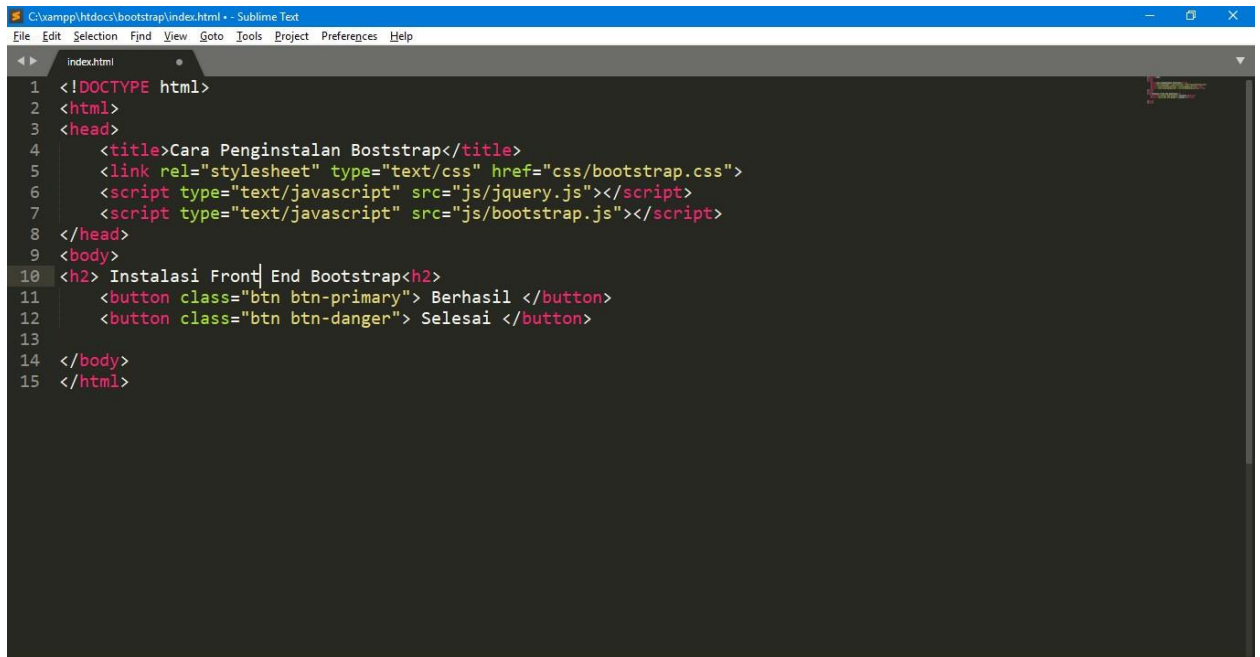 C:\xampp\htdocs\bootstrap\index.html • - Sublime Text
File Edit Selection Find View Goto Tools Project Preferences Help
index.html
1 <!DOCTYPE html>
2 <html>
3 <head>
4 <title>Cara Penginstalan Boststrap</title>
5 <link rel="stylesheet" type="text/css" href="css/bootstrap.css">
6 <script type="text/javascript" src="js/jquery.js"></script>
7 <script type="text/javascript" src="js/bootstrap.js"></script>
8 </head>
9 <body>
10 <h2> Instalasi Front End Bootstrap<h2>
11 <button class="btn btn-primary"> Berhasil </button>
12 <button class="btn btn-danger"> Selesai </button>
13
14 </body>
15 </html>